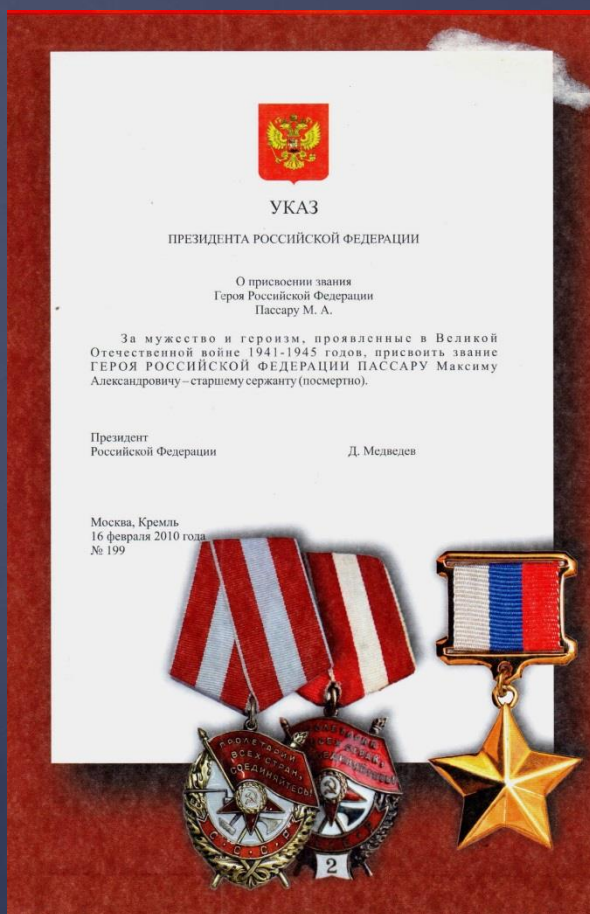 УКАЗ
ПРЕЗИДЕНТА РОССИЙСКОЙ ФЕДЕРАЦИИ
О присвоении звания
Героя Российской Федерации
Пассару М. А.
За мужество и героизм, проявленные в Великой
Отечественной войне 1941-1945 годов, присвоить звание
ГЕРОЯ РОССИЙСКОЙ ФЕДЕРАЦИИ ПАССАРУ Максиму
Александровичу – старшему сержанту (посмертно).
Президент
Российской Федерации Д. Медведев
Москва, Кремль
16 февраля 2010 года
№ 199
ПРОЛЕТАРИИ
ВСЕХ СТРАН,
СОЕДИНЯЙТЕСЬ!
С С С Р
2